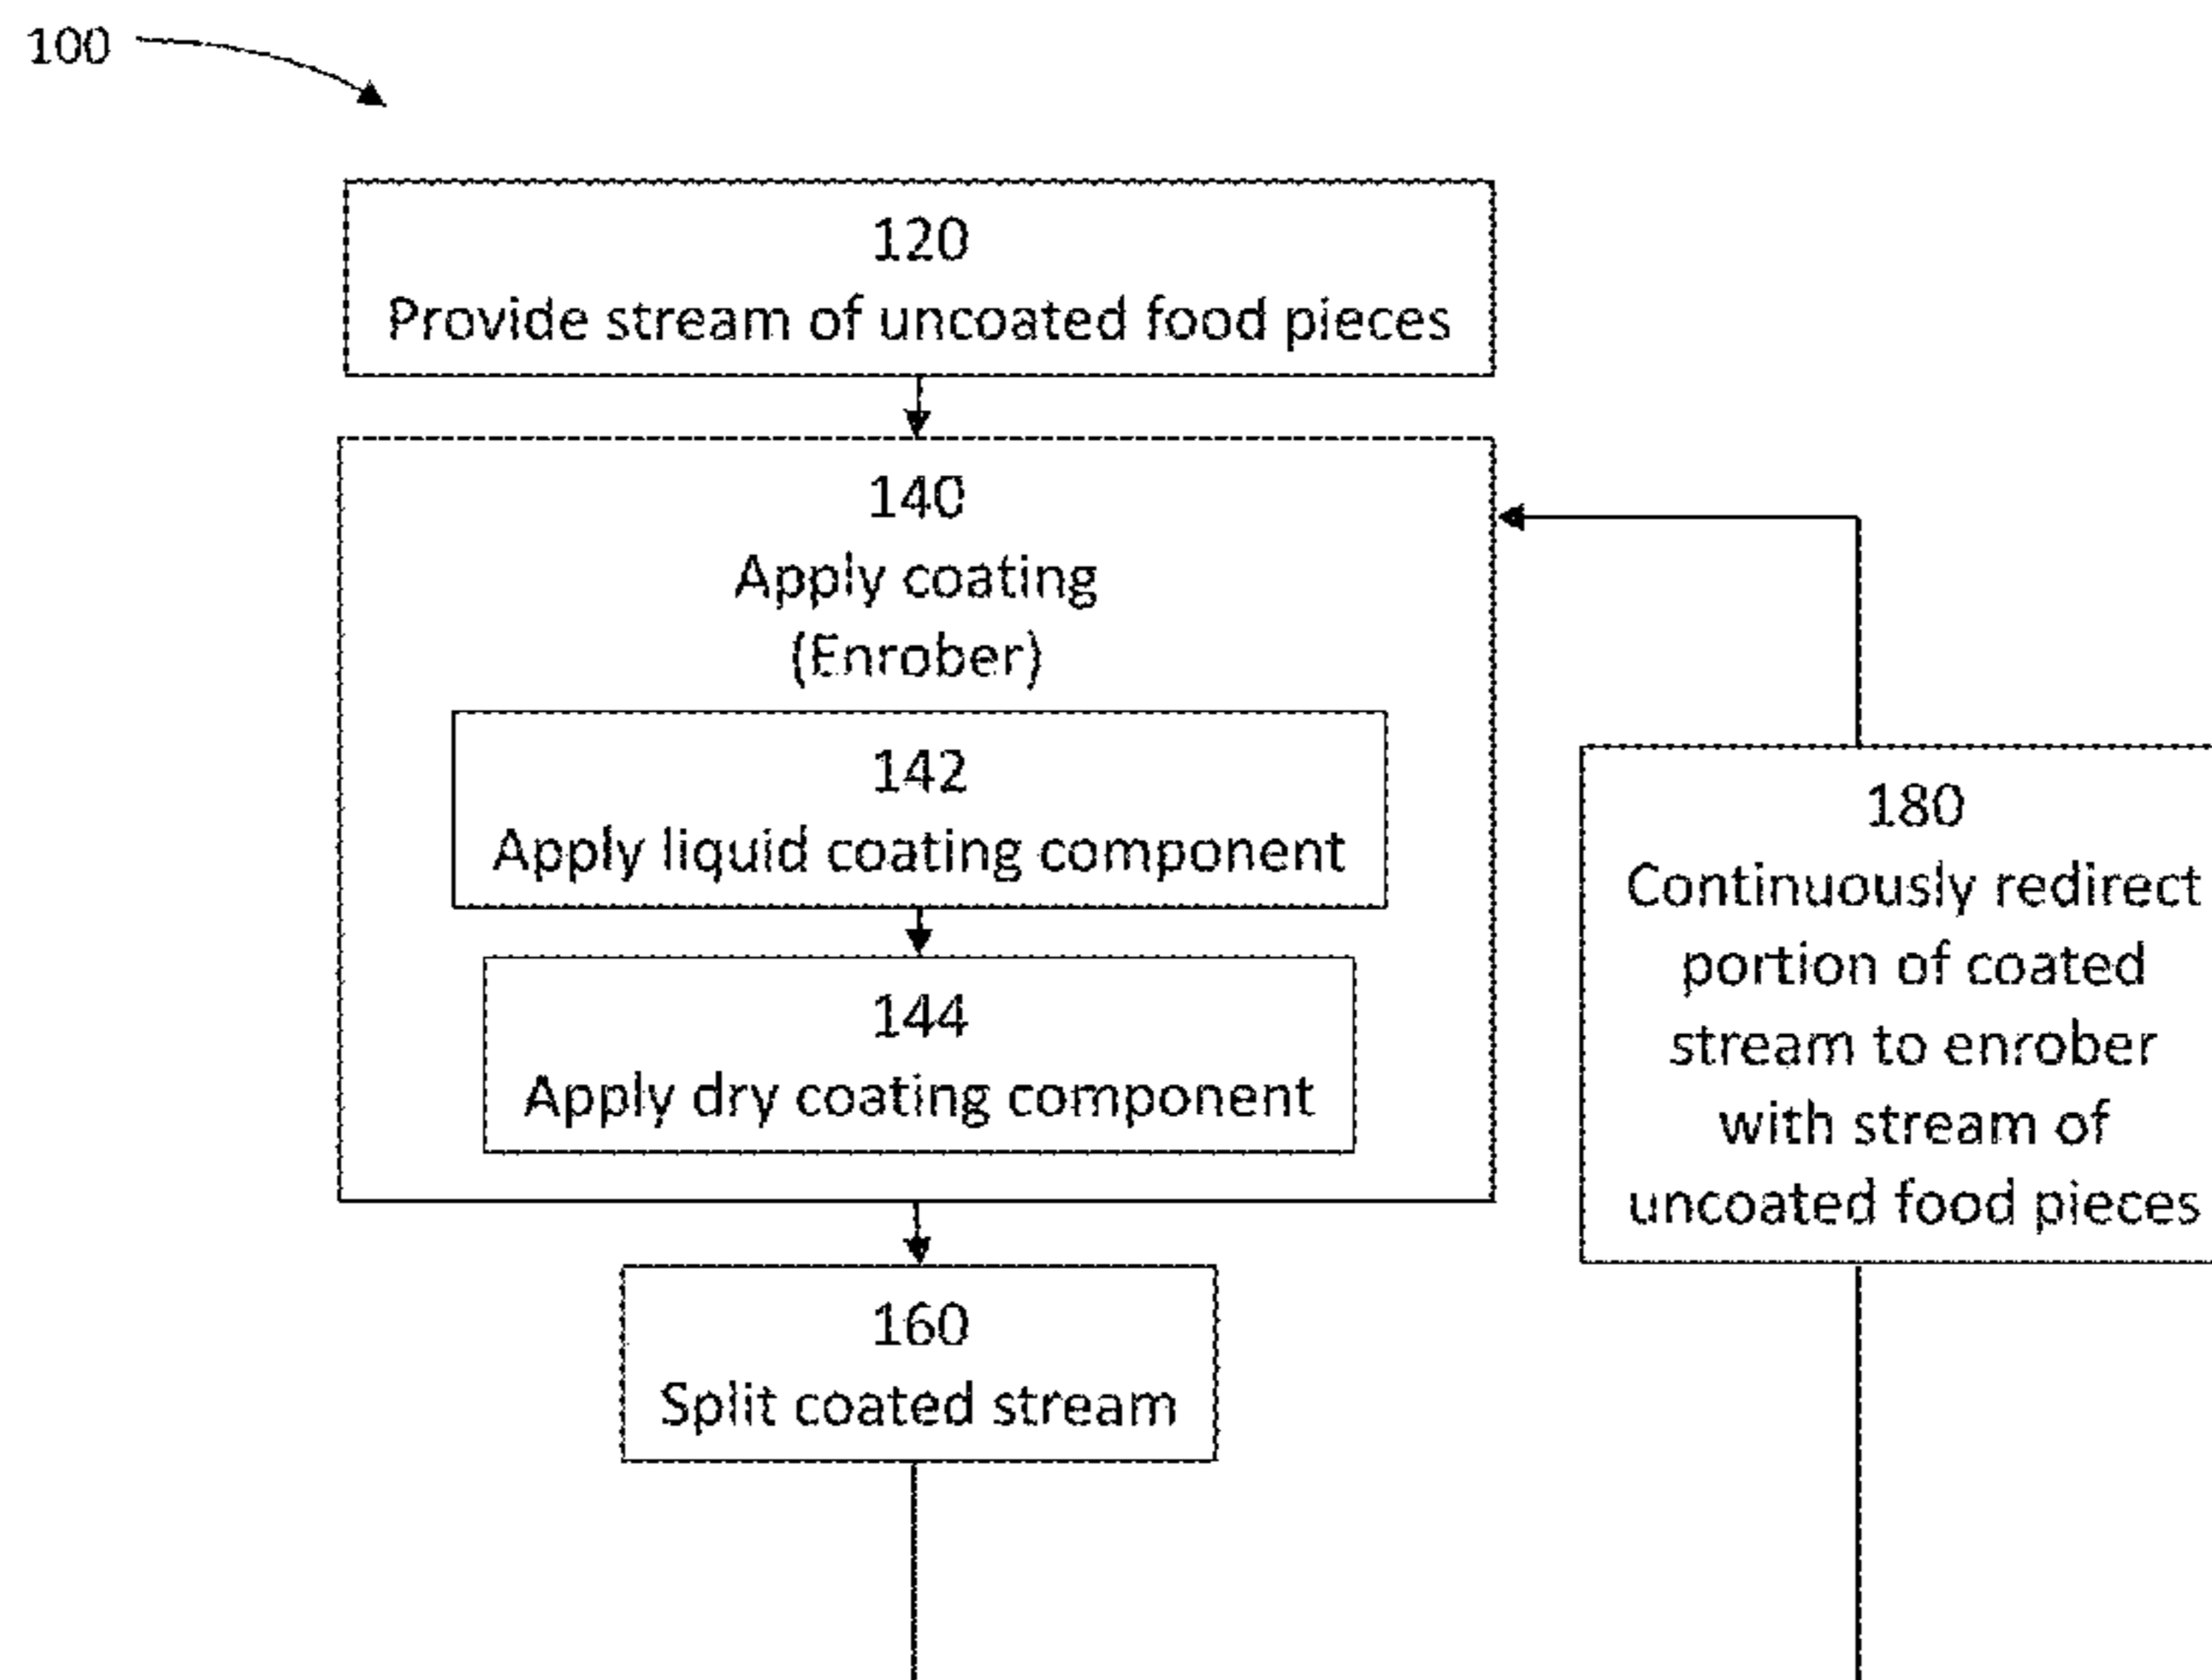 100
120
Provide stream of uncoated food pieces
140
Apply coating
(Enrober)
142
Apply liquid coating component
144
Apply dry coating component
160
Split coated stream
180
Continuously redirect
portion of coated
stream to enrober
with stream of
uncoated food pieces